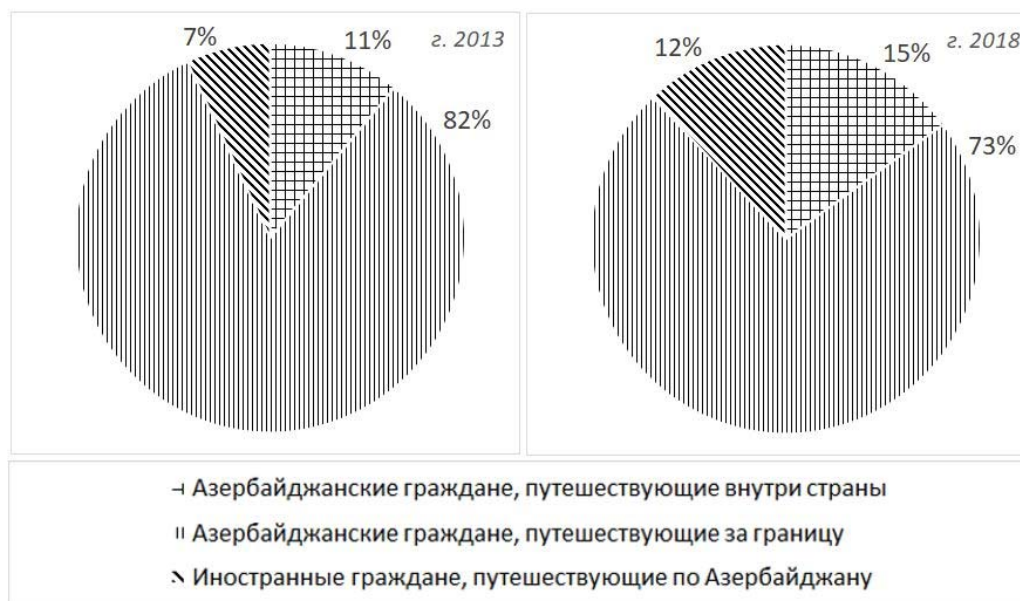 7%
11%
г. 2013
82%
12%
15%
г. 2018
73%
Азербайджанские граждане, путешествующие внутри страны
Азербайджанские граждане, путешествующие за границу
Иностранные граждане, путешествующие по Азербайджану